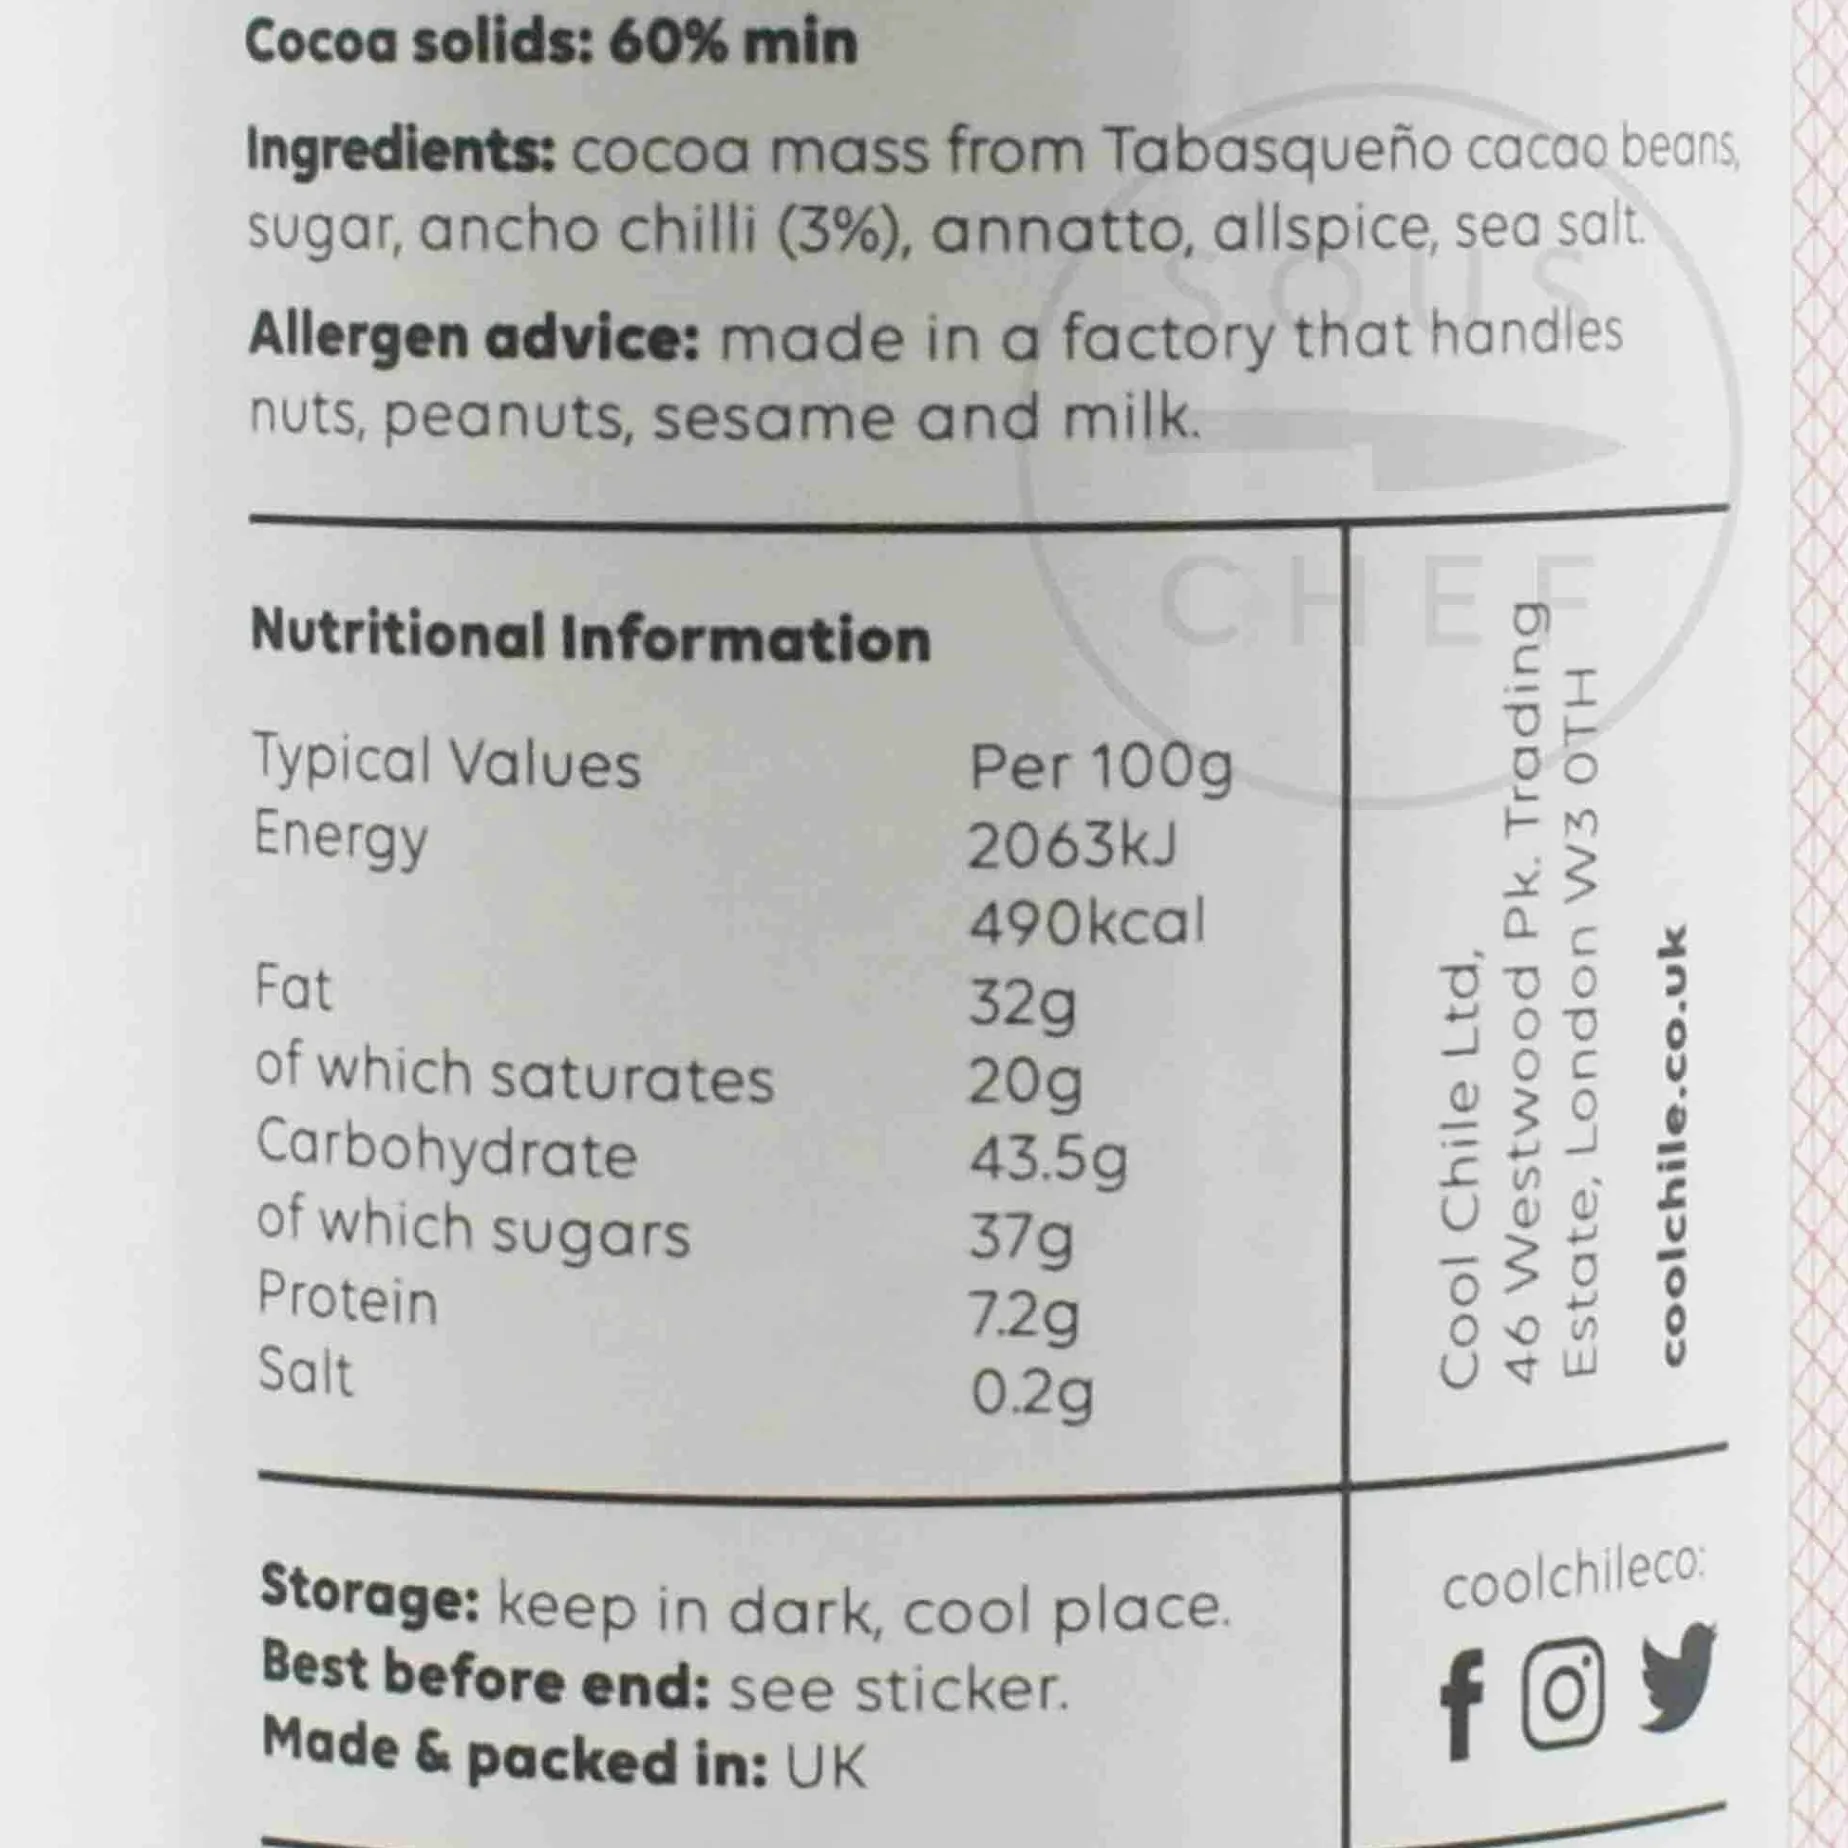 Cocoa solids: 60% min
Ingredients: cocoa mass from Tabasqueño cacao beans,
sugar, ancho chilli (3%), annatto, allspice, sea salt.
Allergen advice: made in a factory that handles
nuts, peanuts, sesame and milk.
SOUS
CHEF
Nutritional Information
Typical Values Per 100g
Energy 2063kJ
490kcal
Fat 32g
of which saturates 20g
Carbohydrate 43.5g
of which sugars 37g
Protein 7.2g
Salt 0.2g
Cool Chile Ltd,
46 Westwood Pk. Trading
Estate, London W3 0TH
coolchile.co.uk
Storage: keep in dark, cool place.
Best before end: see sticker.
Made & packed in: UK
coolchileco: